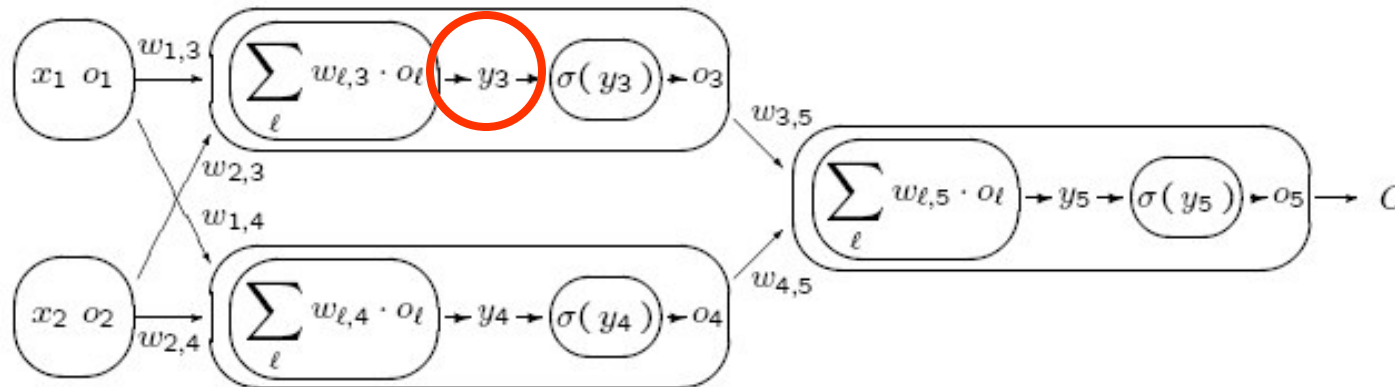 x1 o1
w1,3
∑ℓ wℓ,3 · oℓ
y3
σ( y3 )
o3
w2,3
w1,4
w3,5
x2 o2
w2,4
∑ℓ wℓ,4 · oℓ
y4
σ( y4 )
o4
w4,5
∑ℓ wℓ,5 · oℓ
y5
σ( y5 )
o5